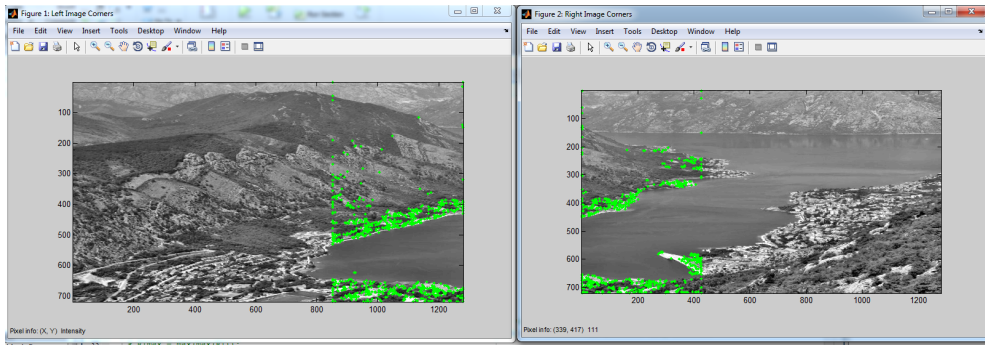 Figure 1: Left Image Corners
File Edit View Insert Tools Desktop Window Help
100
200
300
400
500
600
700
200 400 600 800 1000 1200
Pixel info: (X, Y) Intensity
Figure 2: Right Image Corners
File Edit View Insert Tools Desktop Window Help
100
200
300
400
500
600
700
200 400 600 800 1000 1200
Pixel info: (339, 417) 111